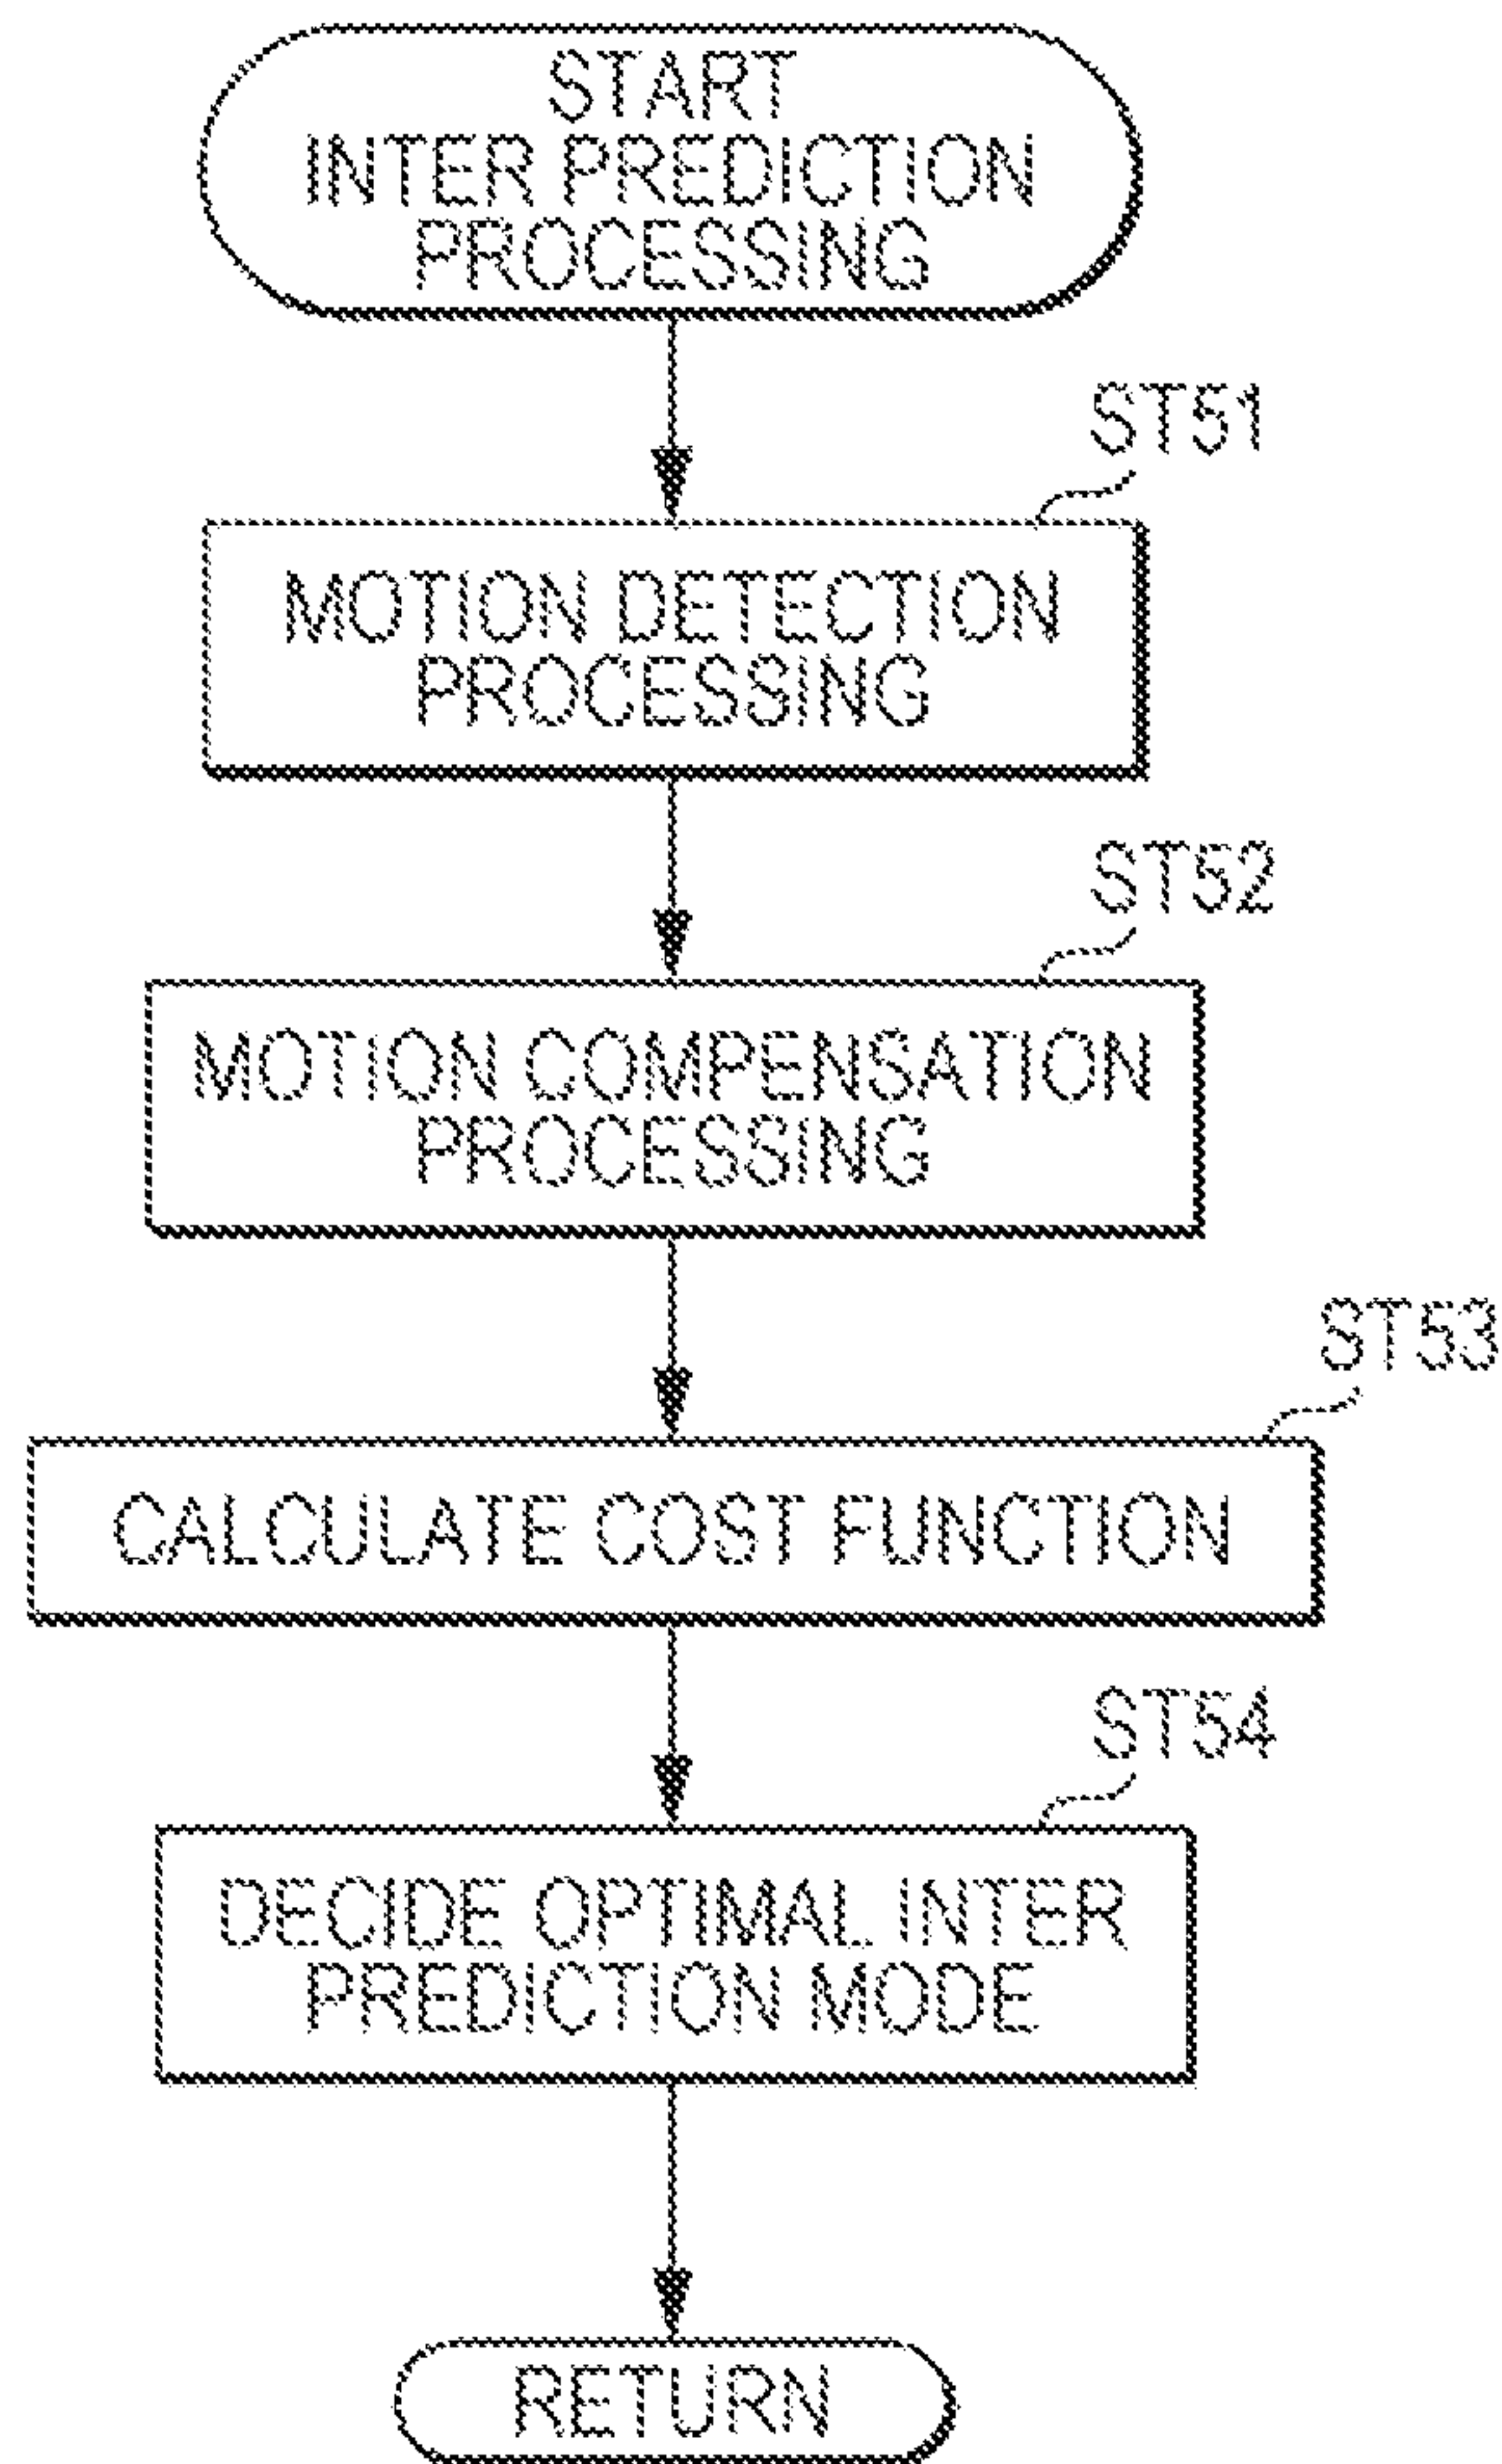 START
INTER PREDICTION
PROCESSING
ST51
MOTION DETECTION
PROCESSING
ST52
MOTION COMPENSATION
PROCESSING
ST53
CALCULATE COST FUNCTION
ST54
DECIDE OPTIMAL INTER
PREDICTION MODE
RETURN